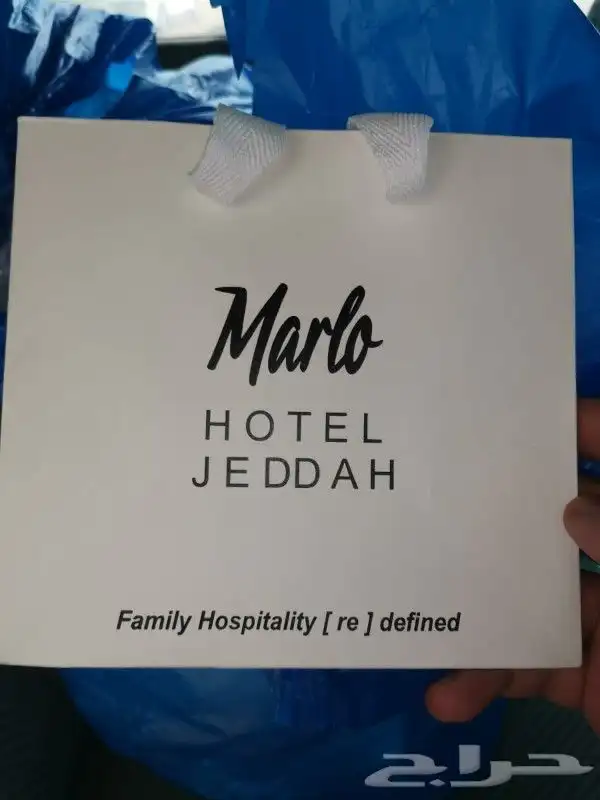 Marlo
HOTEL
JEDDAH
Family Hospitality [ re ] defined
حراج